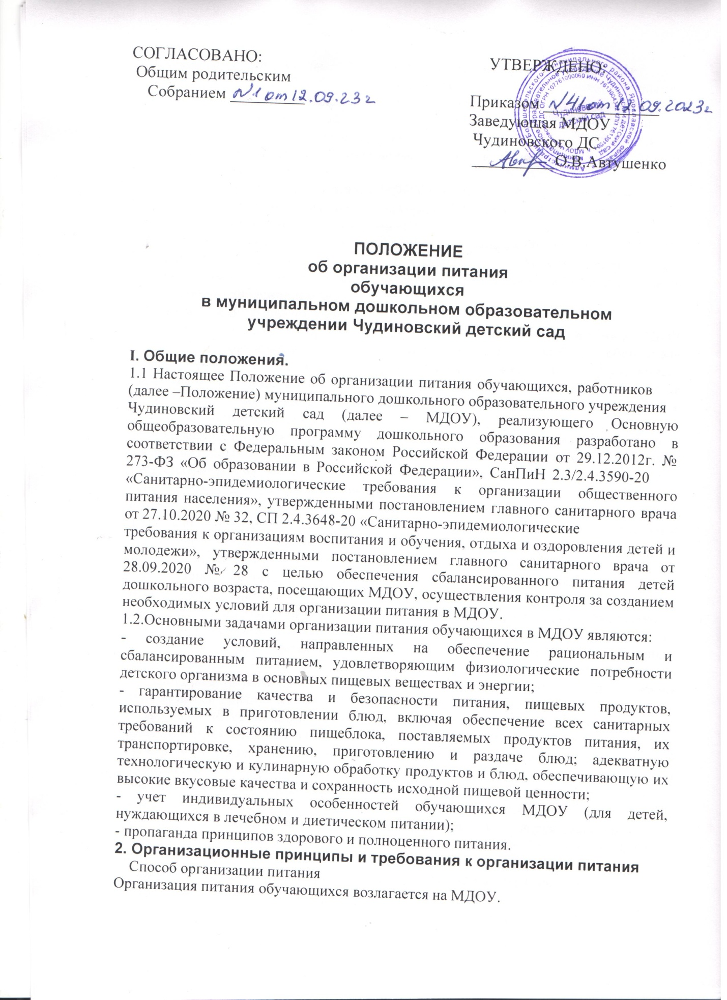 СОГЛАСОВАНО:
Общим родительским
Собранием №1 от 12.09.23г
УТВЕРЖДЕНО:
Приказом №41 от 12.09.2023г
Заведующая МДОУ
Чудиновского ДС
О.В.Автушенко
Чудиновский
детский сад
ПОЛОЖЕНИЕ
об организации питания
обучающихся
в муниципальном дошкольном образовательном
учреждении Чудиновский детский сад
I. Общие положения.
1.1 Настоящее Положение об организации питания обучающихся, работников
(далее –Положение) муниципального дошкольного образовательного учреждения
Чудиновский детский сад (далее – МДОУ), реализующего Основную
общеобразовательную программу дошкольного образования разработано в
соответствии с Федеральным законом Российской Федерации от 29.12.2012г. №
273-ФЗ «Об образовании в Российской Федерации», СанПиН 2.3/2.4.3590-20
«Санитарно-эпидемиологические требования к организации общественного
питания населения», утвержденными постановлением главного санитарного врача
от 27.10.2020 № 32, СП 2.4.3648-20 «Санитарно-эпидемиологические
требования к организациям воспитания и обучения, отдыха и оздоровления детей и
молодежи», утвержденными постановлением главного санитарного врача от
28.09.2020 № 28 с целью обеспечения сбалансированного питания детей
дошкольного возраста, посещающих МДОУ, осуществления контроля за созданием
необходимых условий для организации питания в МДОУ.
1.2.Основными задачами организации питания обучающихся в МДОУ являются:
- создание условий, направленных на обеспечение рациональным и
сбалансированным питанием, удовлетворяющим физиологические потребности
детского организма в основных пищевых веществах и энергии;
- гарантирование качества и безопасности питания, пищевых продуктов,
используемых в приготовлении блюд, включая обеспечение всех санитарных
требований к состоянию пищеблока, поставляемых продуктов питания, их
транспортировке, хранению, приготовлению и раздаче блюд; адекватную
технологическую и кулинарную обработку продуктов и блюд, обеспечивающую их
высокие вкусовые качества и сохранность исходной пищевой ценности;
- учет индивидуальных особенностей обучающихся МДОУ (для детей,
нуждающихся в лечебном и диетическом питании);
- пропаганда принципов здорового и полноценного питания.
2. Организационные принципы и требования к организации питания
Способ организации питания
Организация питания обучающихся возлагается на МДОУ.